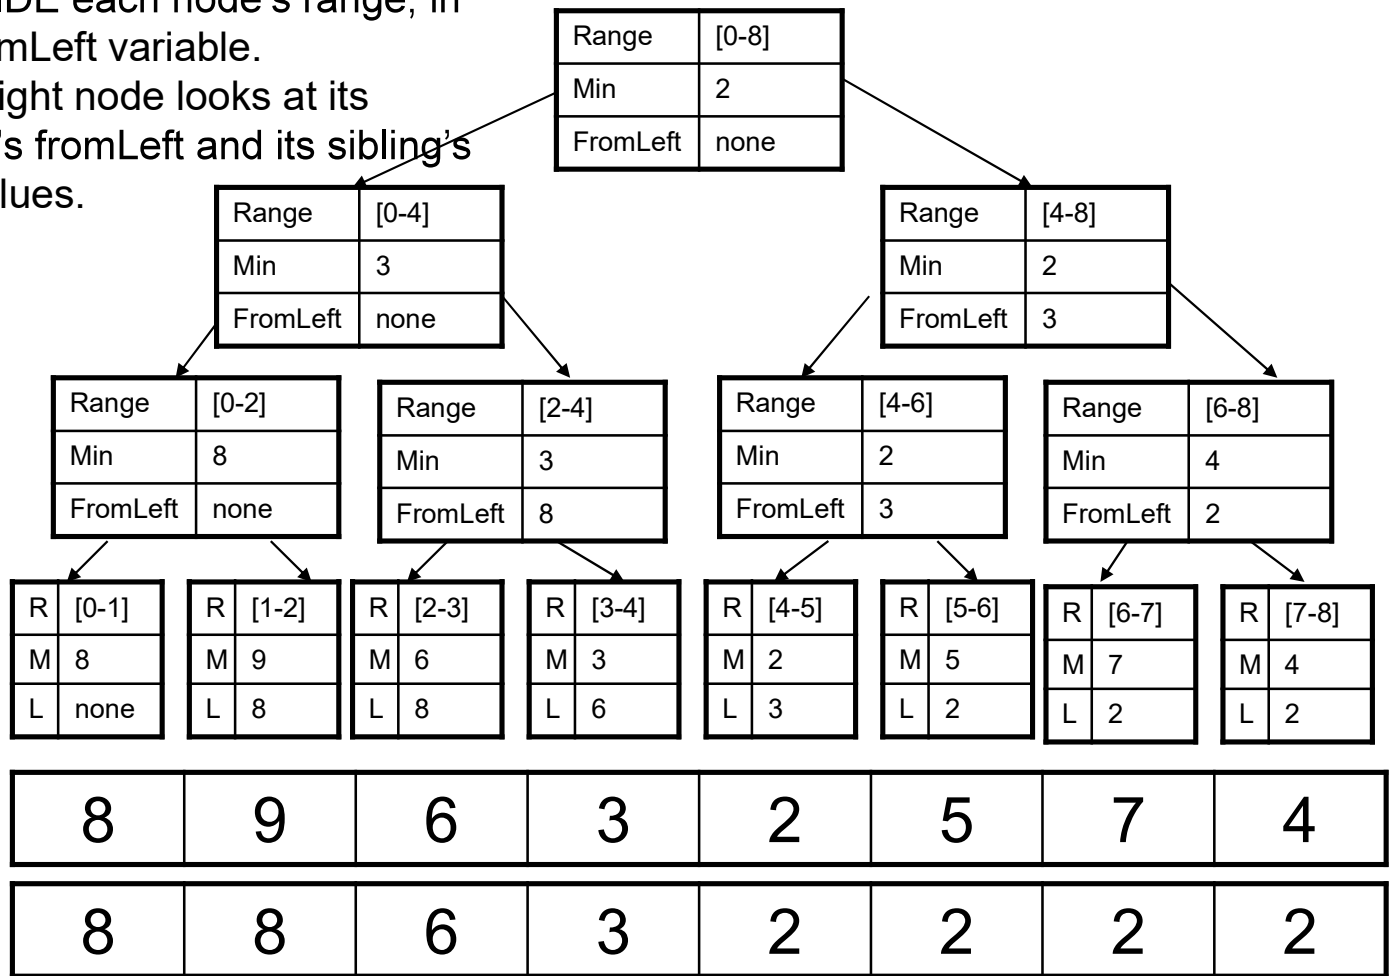 each node's range, in
variable.
node looks at its
fromLeft and its sibling's
Range [0-8]
Min 2
FromLeft none
Range [0-4]
Min 3
FromLeft none
Range [4-8]
Min 2
FromLeft 3
Range [0-2]
Min 8
FromLeft none
Range [2-4]
Min 3
FromLeft 8
Range [4-6]
Min 2
FromLeft 3
Range [6-8]
Min 4
FromLeft 2
R [0-1]
M 8
L none
R [1-2]
M 9
L 8
R [2-3]
M 6
L 8
R [3-4]
M 3
L 6
R [4-5]
M 2
L 3
R [5-6]
M 5
L 2
R [6-7]
M 7
L 2
R [7-8]
M 4
L 2
8 9 6 3 2 5 7 4
8 8 6 3 2 2 2 2